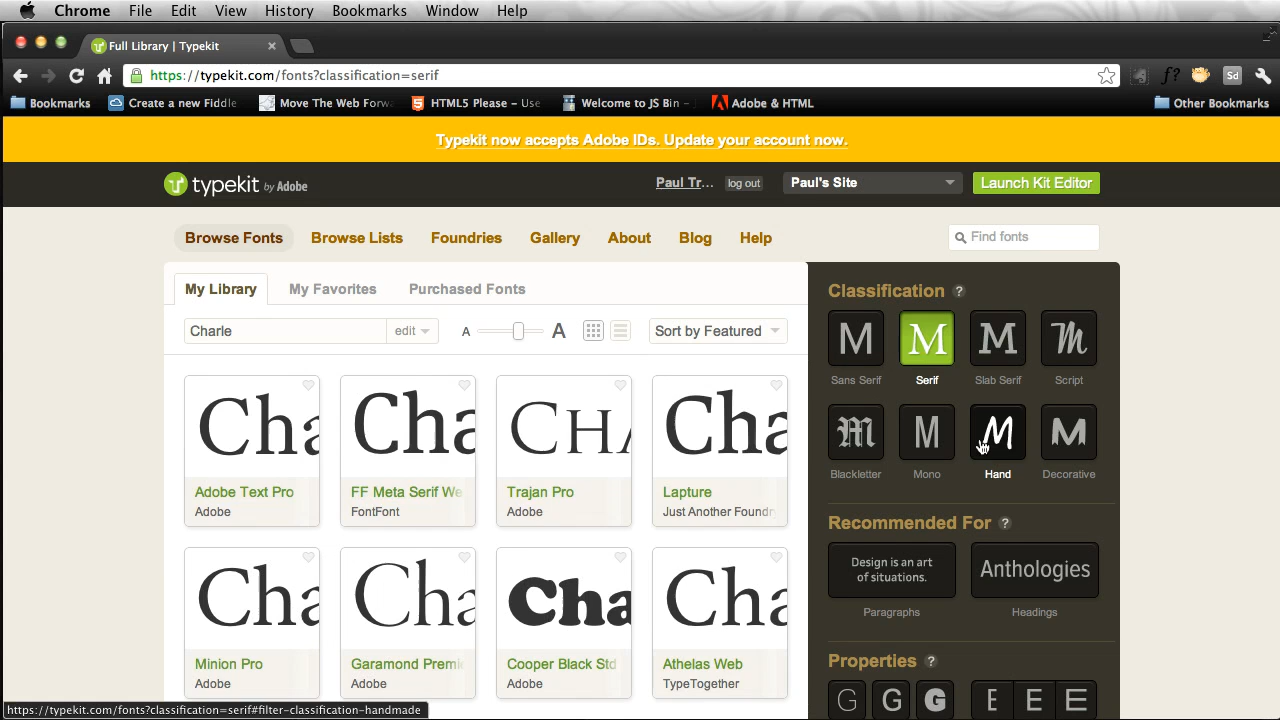 Chrome File Edit View History Bookmarks Window Help
Full Library | Typekit
https://typekit.com/fonts?classification=serif
Bookmarks Create a new Fiddle Move The Web Forw HTML5 Please - Use Welcome to JS Bin - Adobe & HTML Other Bookmarks
Typekit now accepts Adobe IDs. Update your account now.
typekit by Adobe Paul Tr... log out Paul's Site Launch Kit Editor
Browse Fonts Browse Lists Foundries Gallery About Blog Help Find fonts
My Library My Favorites Purchased Fonts
Charle edit A A Sort by Featured
Cha Cha CHA Cha
Adobe Text Pro FF Meta Serif We Trajan Pro Lapture
Adobe FontFont Adobe Just Another Foundr
Cha Cha Cha Cha
Minion Pro Garamond Premi Cooper Black Std Athelas Web
Adobe Adobe Adobe TypeTogether
Classification ?
M M M M
Sans Serif Serif Slab Serif Script
M M M M
Blackletter Mono Hand Decorative
Recommended For ?
Design is an art
of situations.
Anthologies
Paragraphs Headings
Properties ?
G G G E E E
https://typekit.com/fonts?classification=serif#filter-classification-handmade